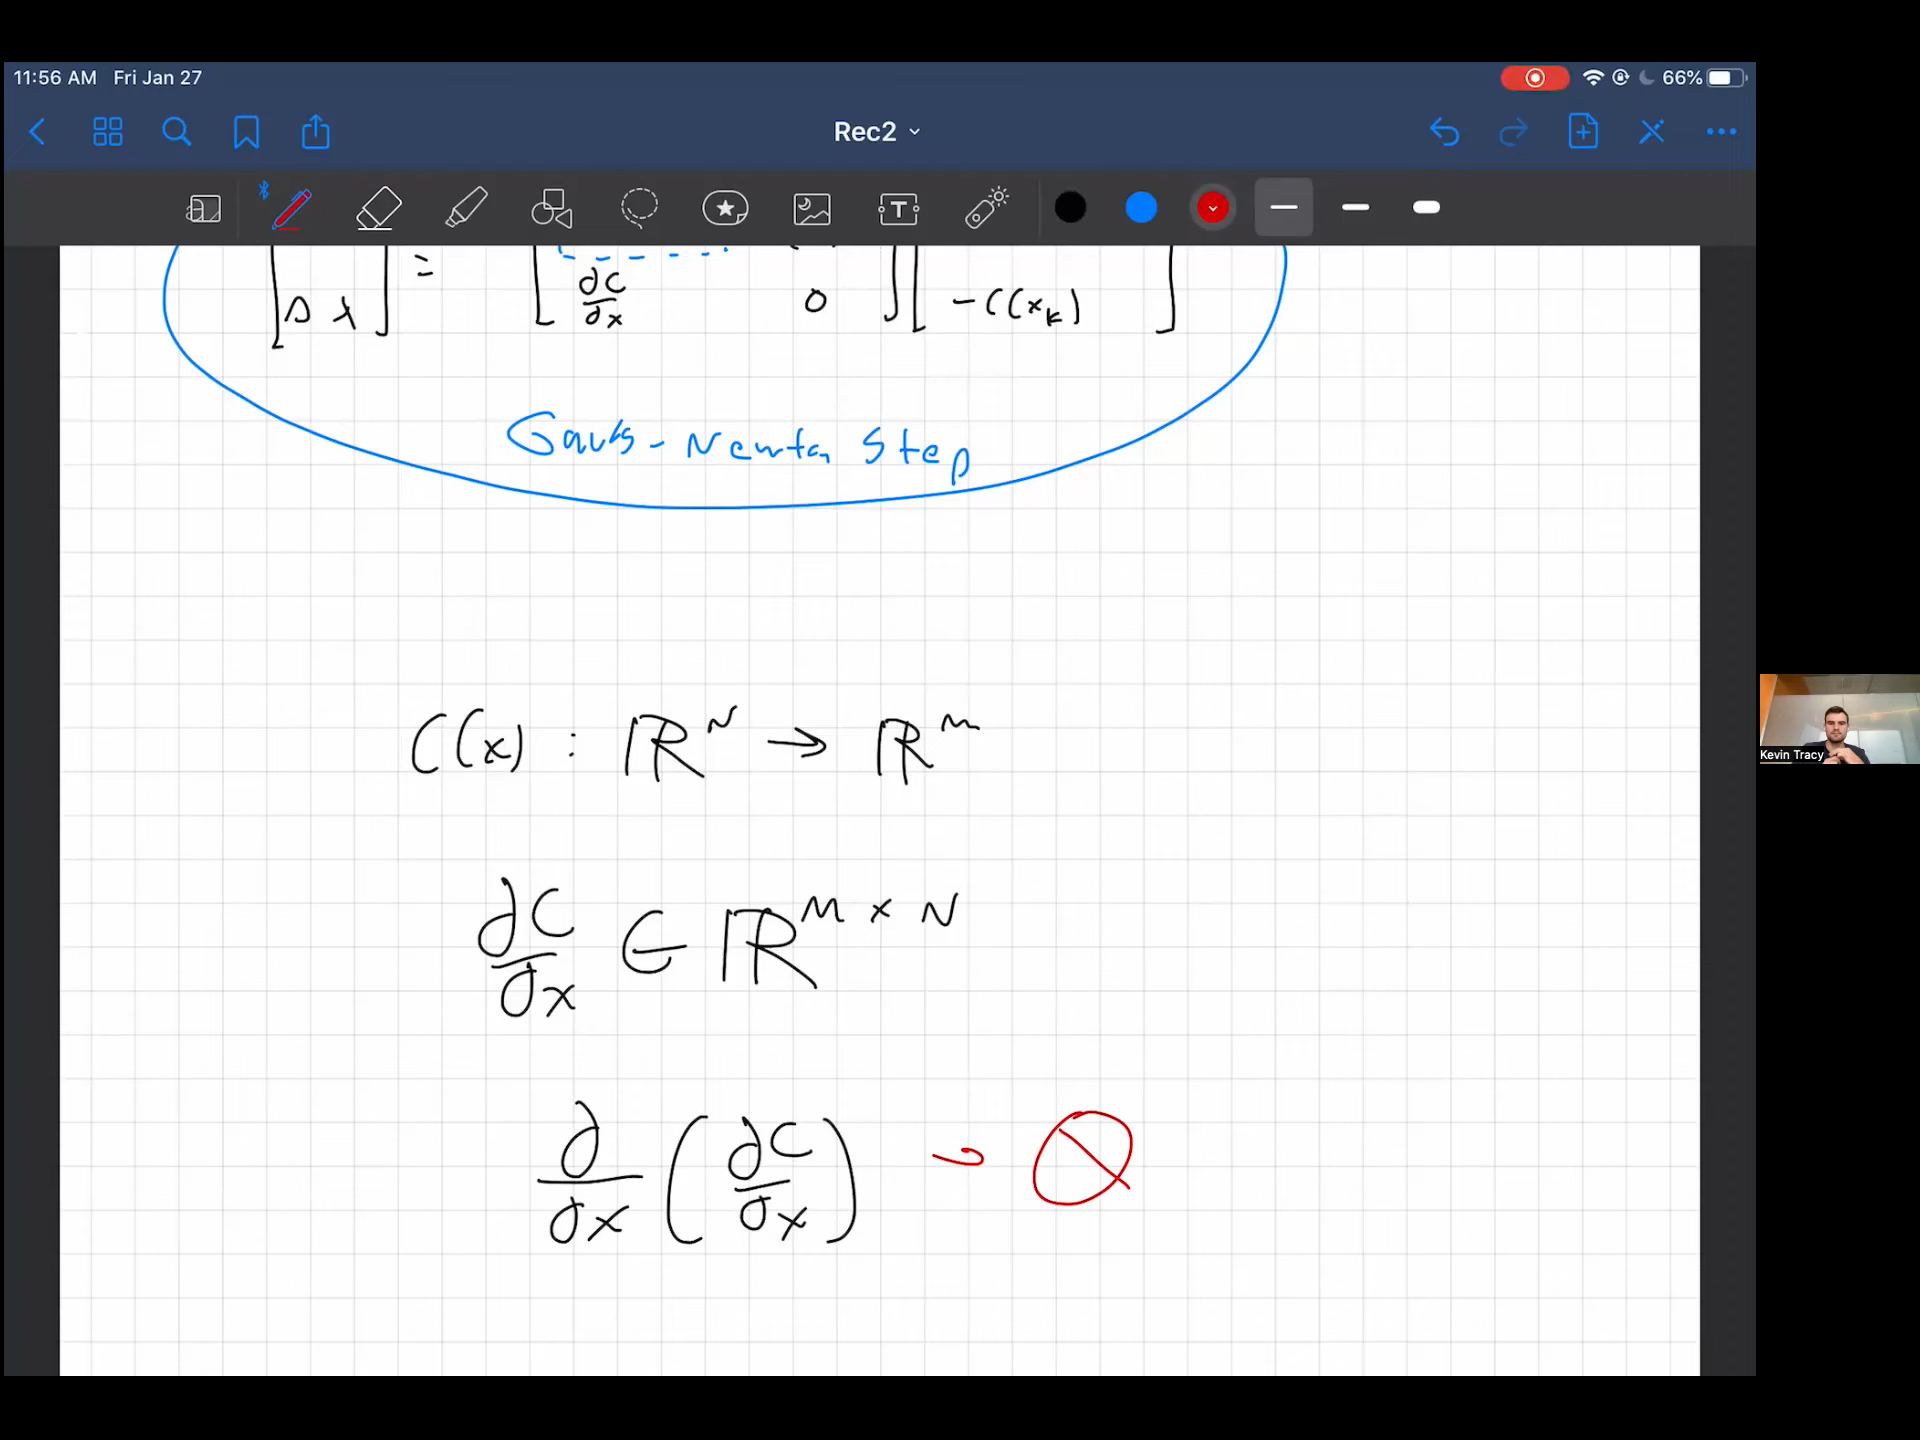 11:56 AM Fri Jan 27 66%
Rec2
T
[Δλ] = [∂C/∂x 0][-C(x_k)]
Gauss-Newton Step
C(x) : ℝ^N → ℝ^M
∂C/∂x ∈ ℝ^{M×N}
Kevin Tracy
∂/∂x (∂C/∂x) →